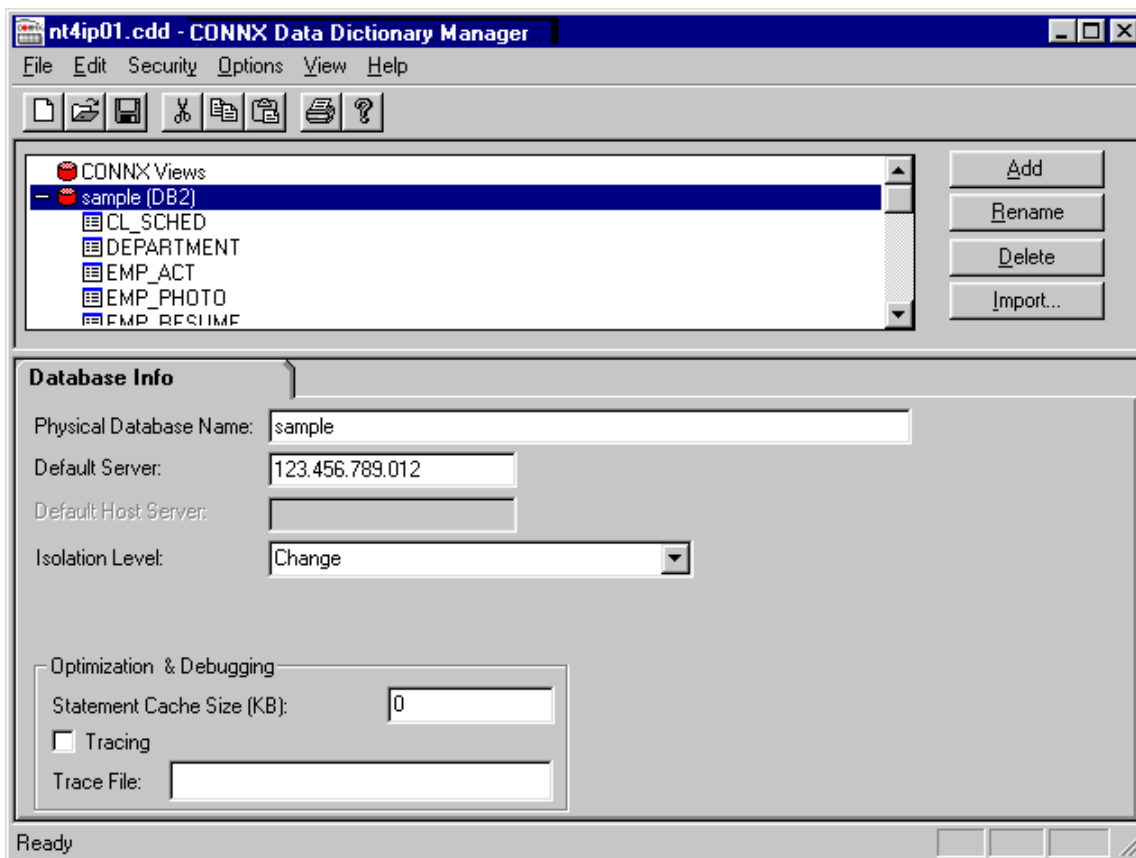 nt4ip01.cdd - CONNX Data Dictionary Manager
File Edit Security Options View Help
CONNX Views
sample (DB2)
CL_SCHED
DEPARTMENT
EMP_ACT
EMP_PHOTO
EMP_RESUME
Add
Rename
Delete
Import...
Database Info
Physical Database Name: sample
Default Server: 123.456.789.012
Default Host Server:
Isolation Level: Change
Optimization & Debugging
Statement Cache Size (KB): 0
Tracing
Trace File:
Ready